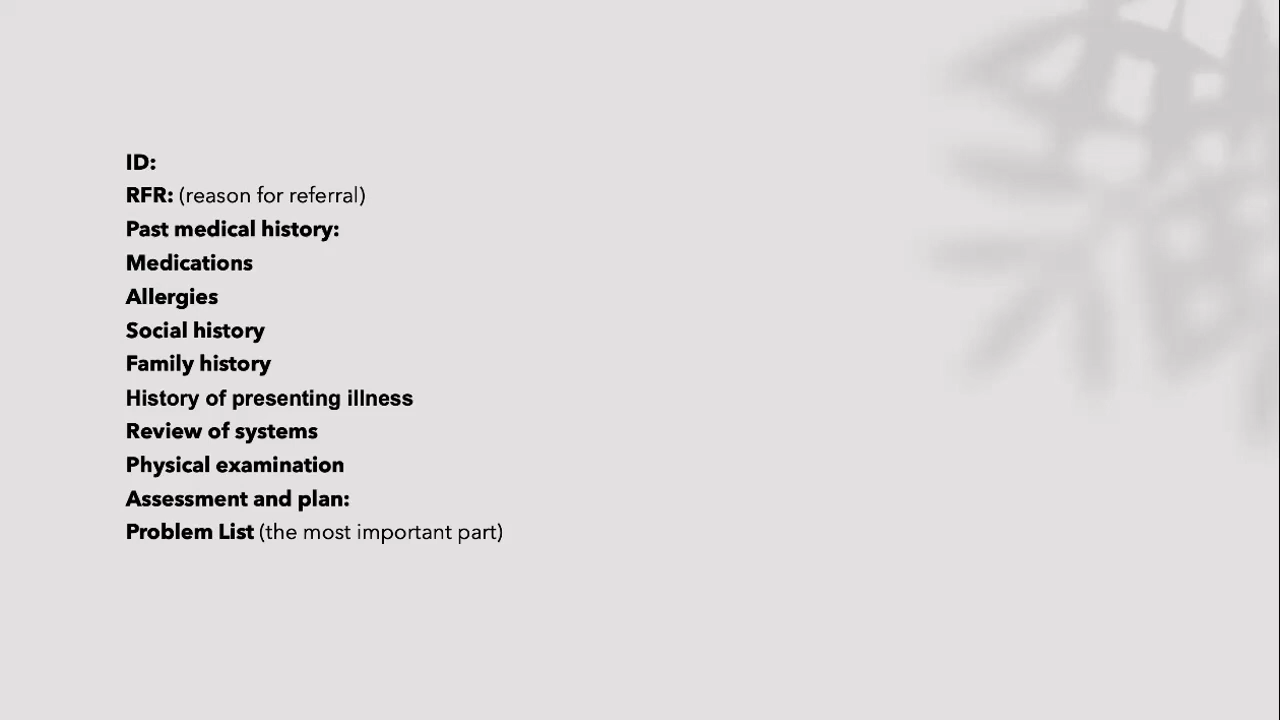 ID:
RFR: (reason for referral)
Past medical history:
Medications
Allergies
Social history
Family history
History of presenting illness
Review of systems
Physical examination
Assessment and plan:
Problem List (the most important part)